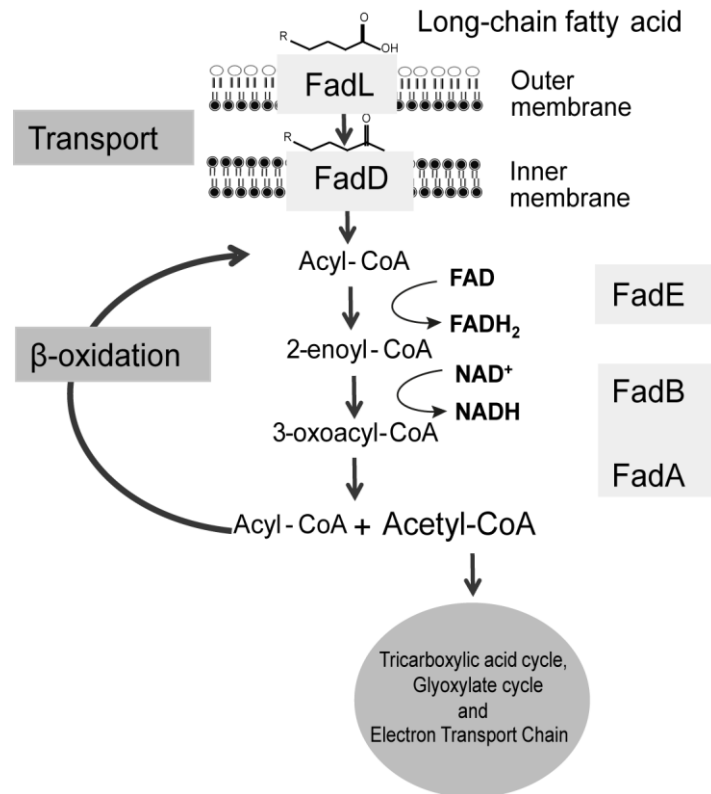 O
R
OH
Long-chain fatty acid
FadL
Outer
membrane
Transport
O
R
FadD
Inner
membrane
Acyl-CoA
FAD
FADH₂
FadE
β-oxidation
2-enoyl-CoA
NAD⁺
NADH
FadB
3-oxoacyl-CoA
FadA
Acyl-CoA + Acetyl-CoA
Tricarboxylic acid cycle,
Glyoxylate cycle
and
Electron Transport Chain